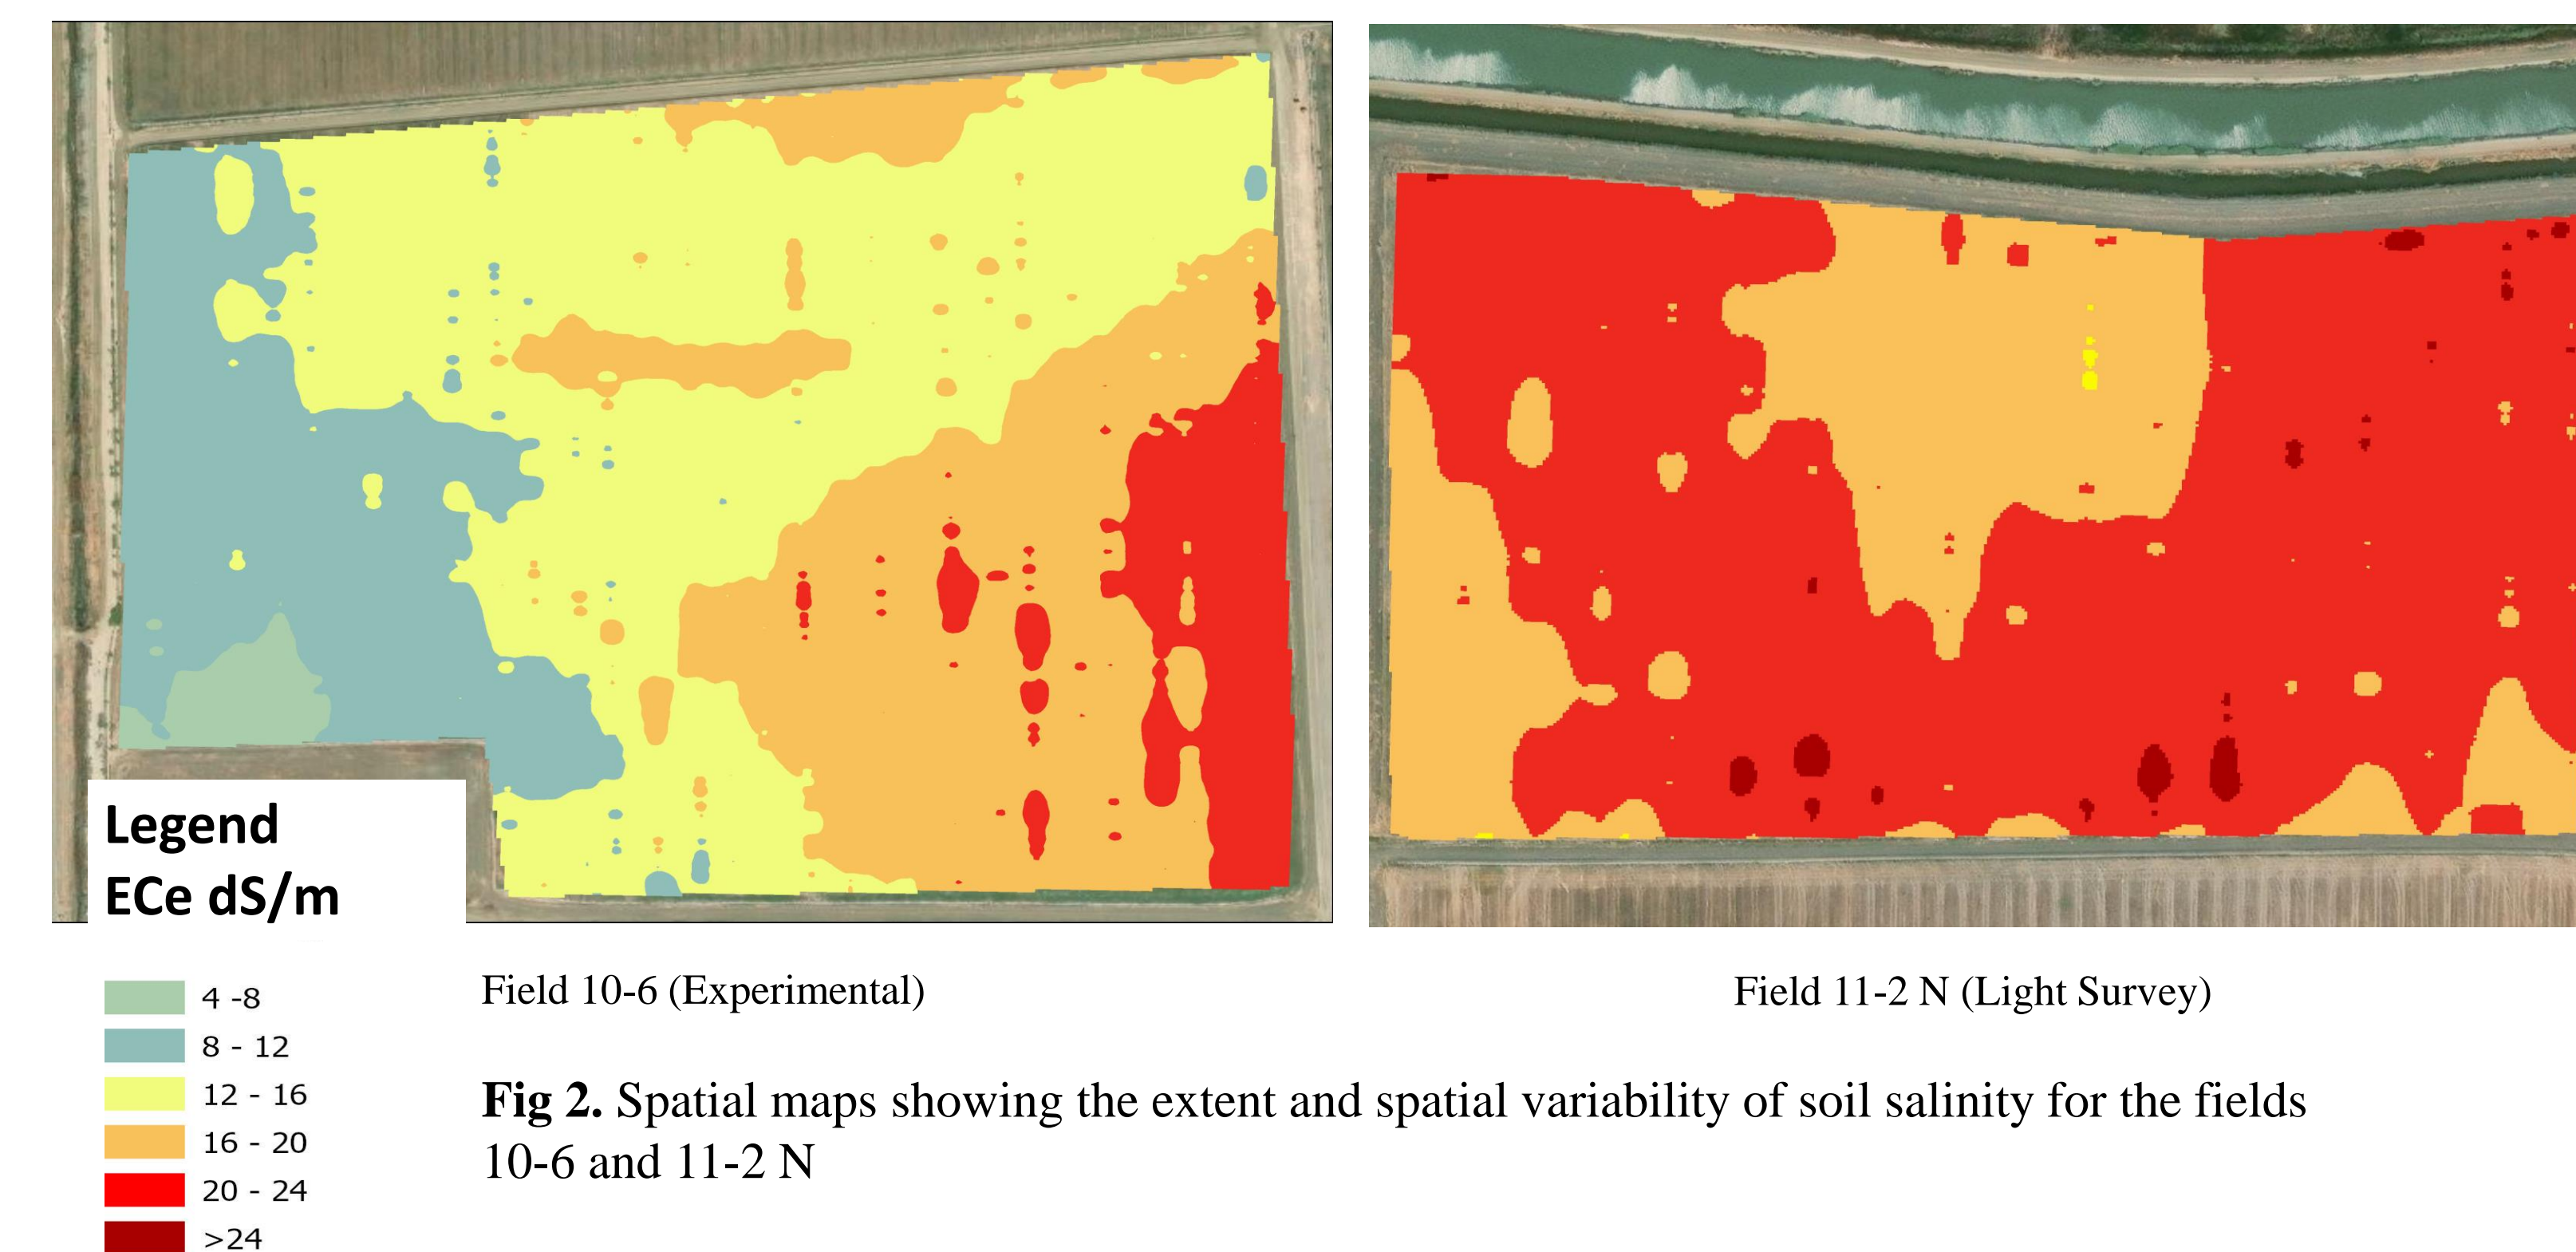 Legend
ECe dS/m
4 -8
8 - 12
12 - 16
16 - 20
20 - 24
>24
Field 10-6 (Experimental)
Field 11-2 N (Light Survey)
Fig 2. Spatial maps showing the extent and spatial variability of soil salinity for the fields
10-6 and 11-2 N